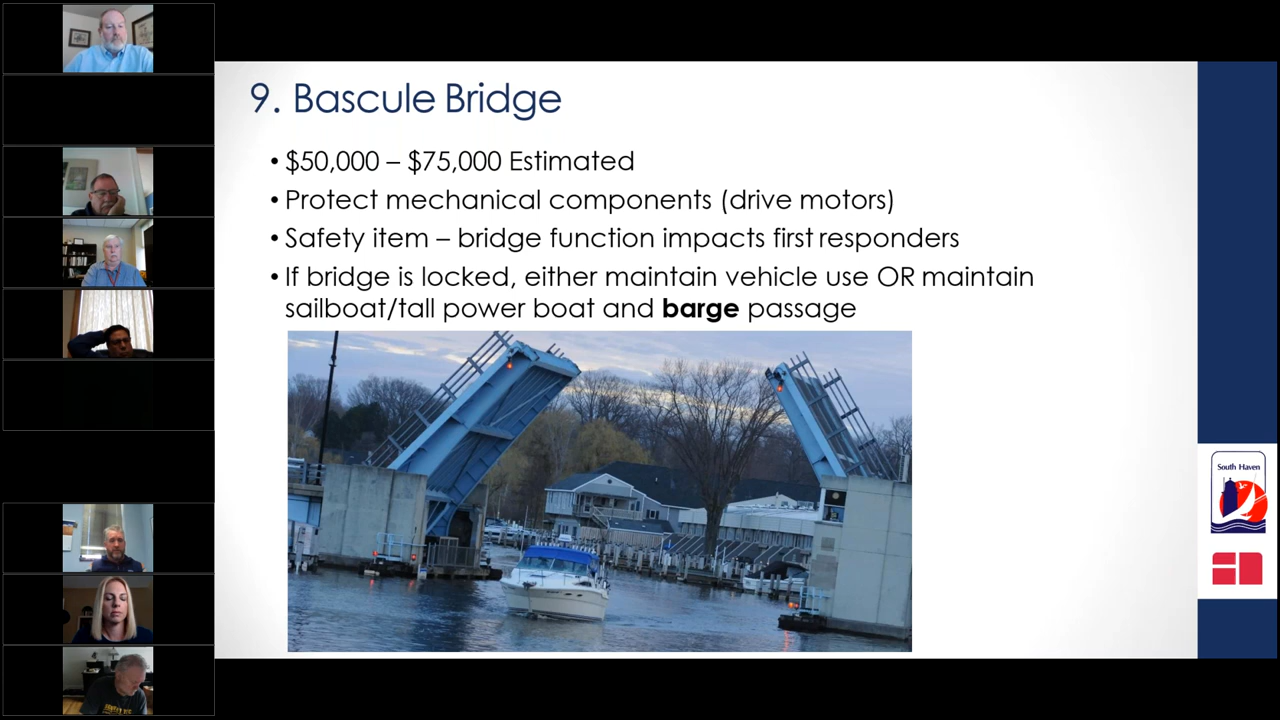 9. Bascule Bridge
• $50,000 – $75,000 Estimated
• Protect mechanical components (drive motors)
• Safety item – bridge function impacts first responders
• If bridge is locked, either maintain vehicle use OR maintain
sailboat/tall power boat and barge passage
South Haven